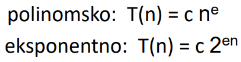 polinomsko: T(n) = c nᵉ
eksponentno: T(n) = c 2ᵉⁿ